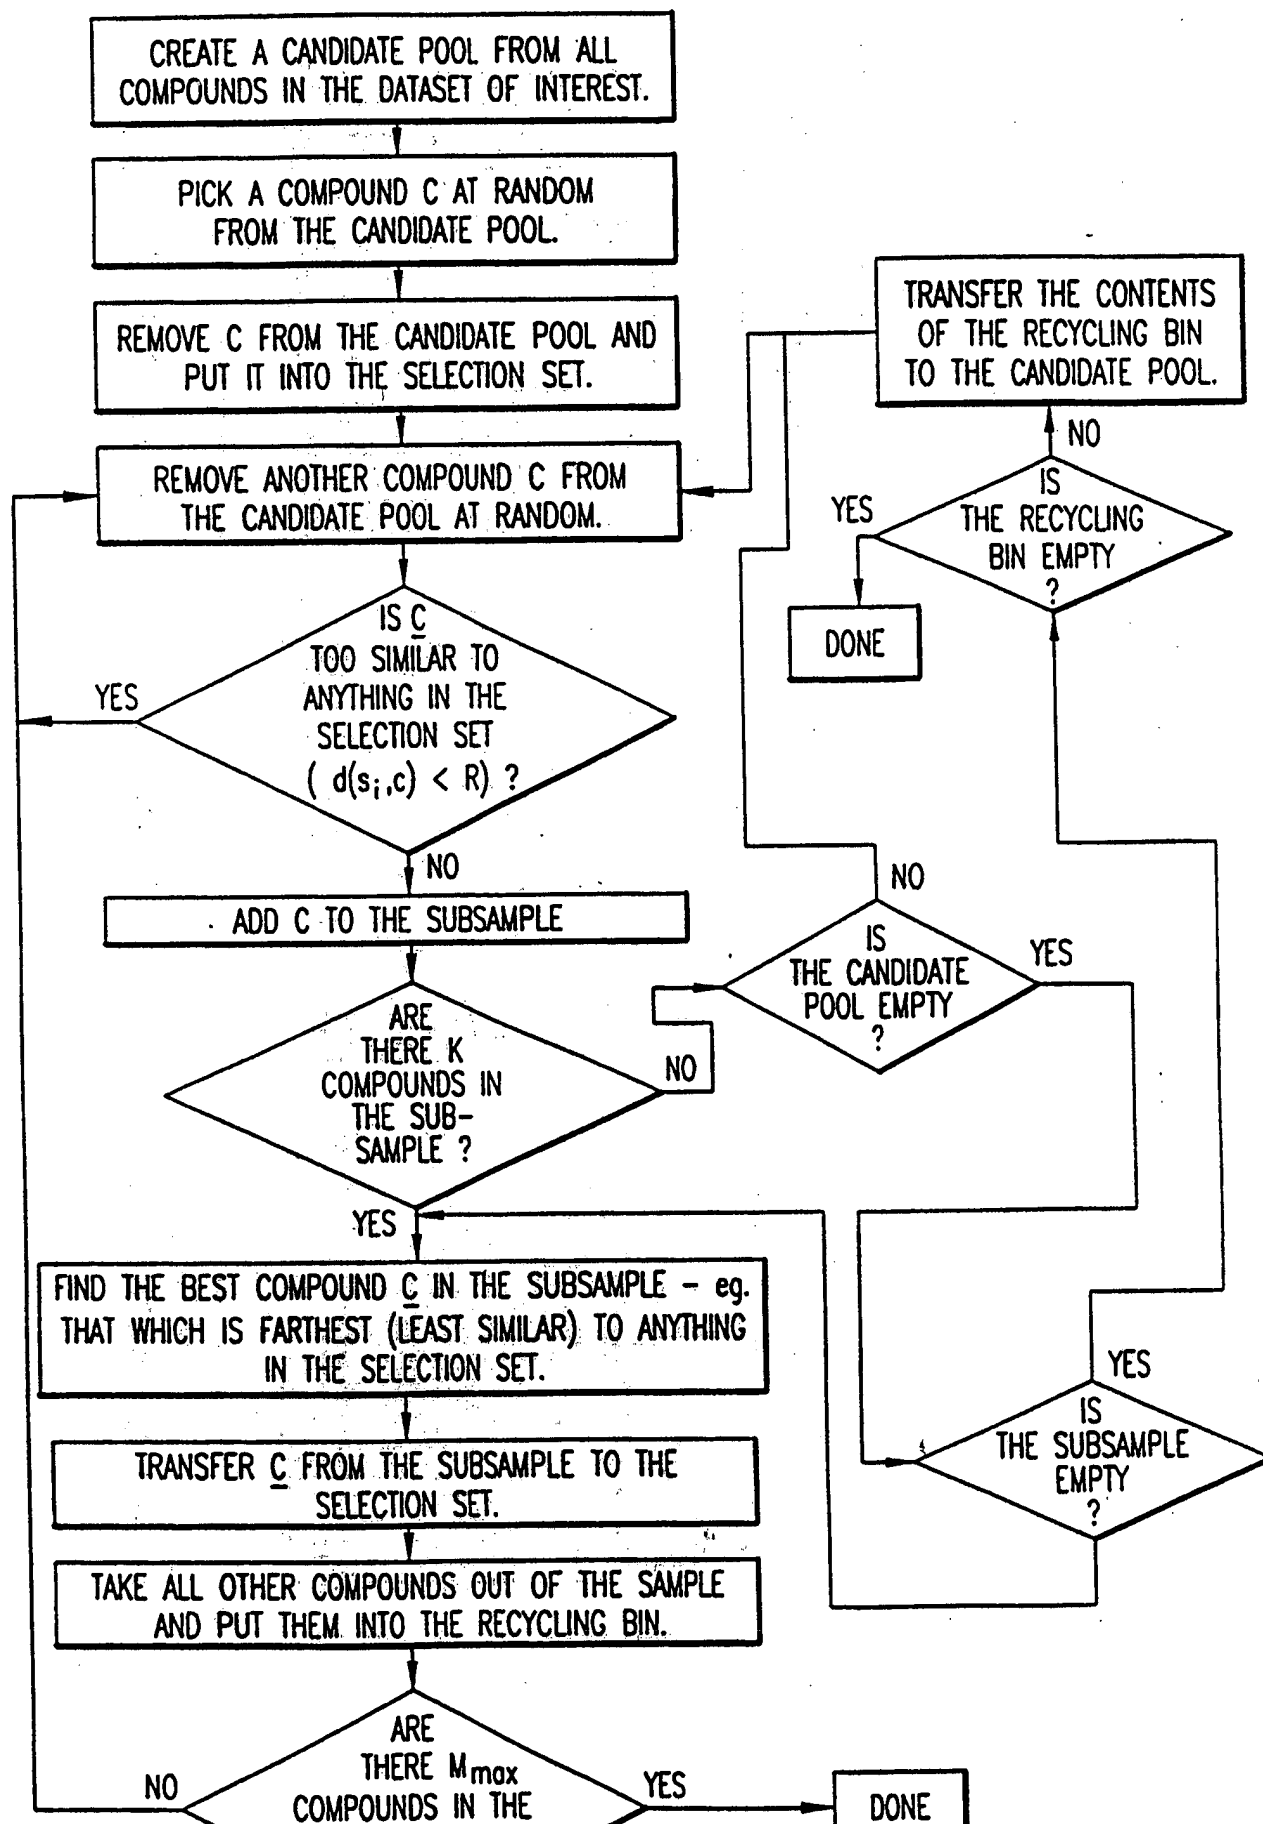 CREATE A CANDIDATE POOL FROM ALL
COMPOUNDS IN THE DATASET OF INTEREST.
PICK A COMPOUND C AT RANDOM
FROM THE CANDIDATE POOL.
REMOVE C FROM THE CANDIDATE POOL AND
PUT IT INTO THE SELECTION SET.
REMOVE ANOTHER COMPOUND C FROM
THE CANDIDATE POOL AT RANDOM.
IS C
TOO SIMILAR TO
ANYTHING IN THE
SELECTION SET
( d(si,c) < R) ?
YES
NO
ADD C TO THE SUBSAMPLE
ARE
THERE K
COMPOUNDS IN
THE SUB-
SAMPLE ?
NO
YES
FIND THE BEST COMPOUND C IN THE SUBSAMPLE - eg.
THAT WHICH IS FARTHEST (LEAST SIMILAR) TO ANYTHING
IN THE SELECTION SET.
TRANSFER C FROM THE SUBSAMPLE TO THE
SELECTION SET.
TAKE ALL OTHER COMPOUNDS OUT OF THE SAMPLE
AND PUT THEM INTO THE RECYCLING BIN.
ARE
THERE Mmax
COMPOUNDS IN THE
NO
YES
DONE
TRANSFER THE CONTENTS
OF THE RECYCLING BIN
TO THE CANDIDATE POOL.
NO
IS
THE RECYCLING
BIN EMPTY
?
YES
DONE
NO
IS
THE CANDIDATE
POOL EMPTY
?
YES
YES
IS
THE SUBSAMPLE
EMPTY
?